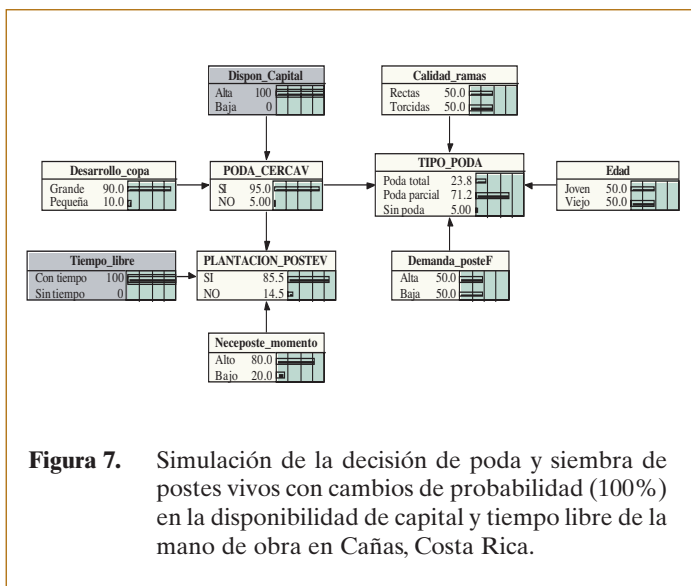 Dispon_Capital
Alta 100
Baja 0
Calidad_ramas
Rectas 50.0
Torcidas 50.0
Desarrollo_copa
Grande 90.0
Pequeña 10.0
PODA_CERCAV
SI 95.0
NO 5.00
TIPO_PODA
Poda total 23.8
Poda parcial 71.2
Sin poda 5.00
Edad
Joven 50.0
Viejo 50.0
Tiempo_libre
Con tiempo 100
Sin tiempo 0
PLANTACION_POSTEV
SI 85.5
NO 14.5
Demanda_posteF
Alta 50.0
Baja 50.0
Neceposte_momento
Alto 80.0
Bajo 20.0
Figura 7. Simulación de la decisión de poda y siembra de
postes vivos con cambios de probabilidad (100%)
en la disponibilidad de capital y tiempo libre de la
mano de obra en Cañas, Costa Rica.